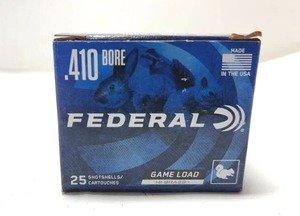 .410 BORE
MADE
IN THE USA
FEDERAL
25 SHOTSHELLS/
CARTOUCHES
GAME LOAD